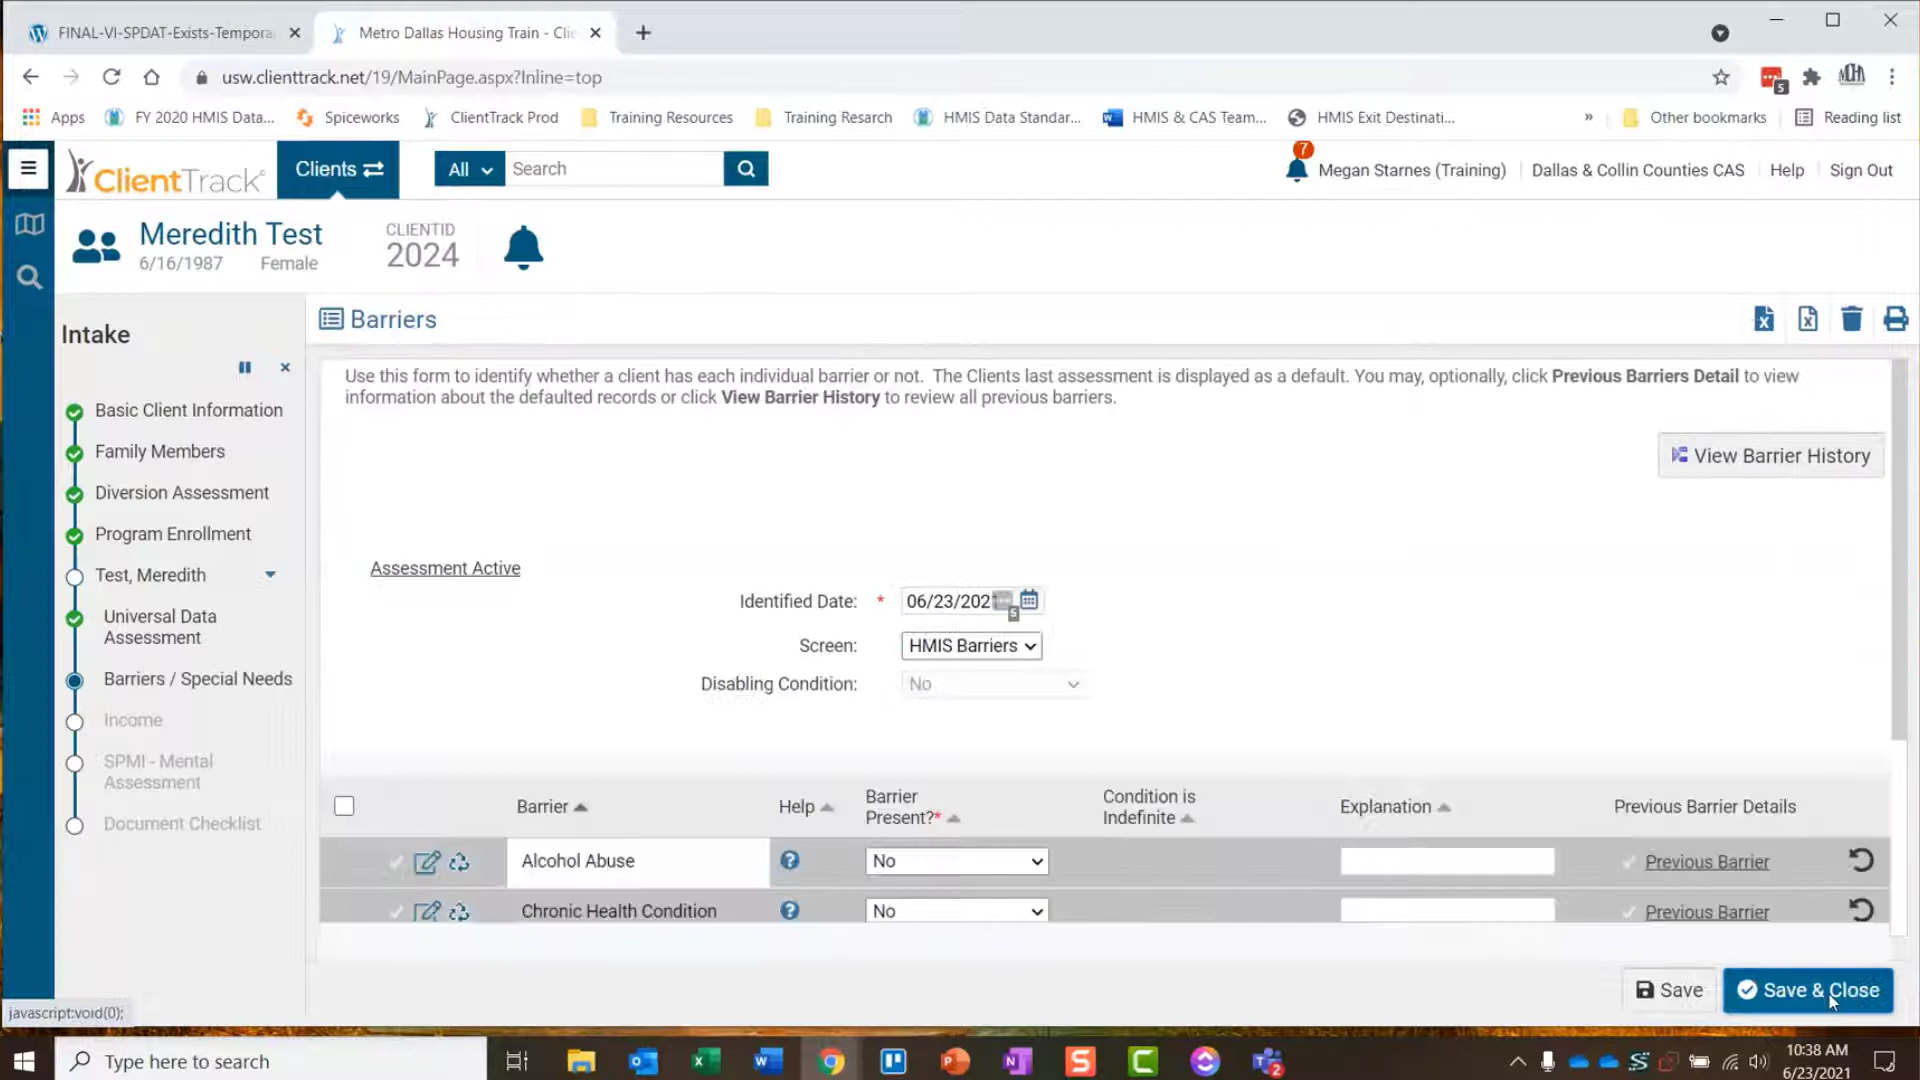 FINAL-VI-SPDAT-Exists-Tempora
Metro Dallas Housing Train - Clie
usw.clienttrack.net/19/MainPage.aspx?Inline=top
5
Apps
FY 2020 HMIS Data...
Spiceworks
ClientTrack Prod
Training Resources
Training Resarch
HMIS Data Standar...
HMIS & CAS Team...
HMIS Exit Destinati...
»
Other bookmarks
Reading list
ClientTrack
Clients
All
Search
7
Megan Starnes (Training)
Dallas & Collin Counties CAS
Help
Sign Out
Meredith Test
6/16/1987
Female
CLIENTID
2024
Intake
Basic Client Information
Family Members
Diversion Assessment
Program Enrollment
Test, Meredith
Universal Data
Assessment
Barriers / Special Needs
Income
SPMI - Mental
Assessment
Document Checklist
Barriers
Use this form to identify whether a client has each individual barrier or not. The Clients last assessment is displayed as a default. You may, optionally, click Previous Barriers Detail to view
information about the defaulted records or click View Barrier History to review all previous barriers.
View Barrier History
Assessment Active
Identified Date: * 06/23/2021
5
Screen: HMIS Barriers
Disabling Condition: No
Barrier
Help
Barrier
Present?*
Condition is
Indefinite
Explanation
Previous Barrier Details
Alcohol Abuse
No
Previous Barrier
Chronic Health Condition
No
Previous Barrier
Save
Save & Close
javascript:void(0);
Type here to search
2
10:38 AM
6/23/2021